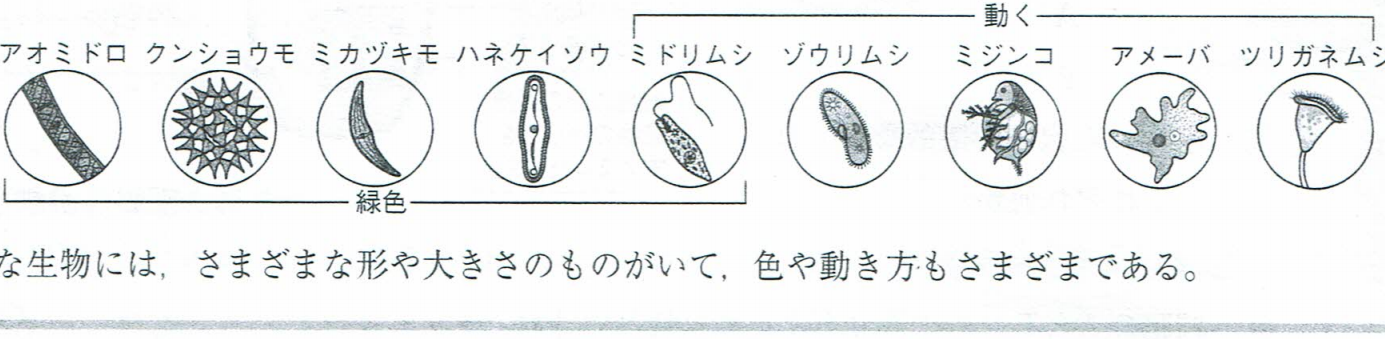 動く
アオミドロ クンショウモ ミカヅキモ ハネケイソウ ミドリムシ ゾウリムシ ミジンコ アメーバ ツリガネムシ
緑色
な生物には，さまざまな形や大きさのものがいて，色や動き方もさまざまである。